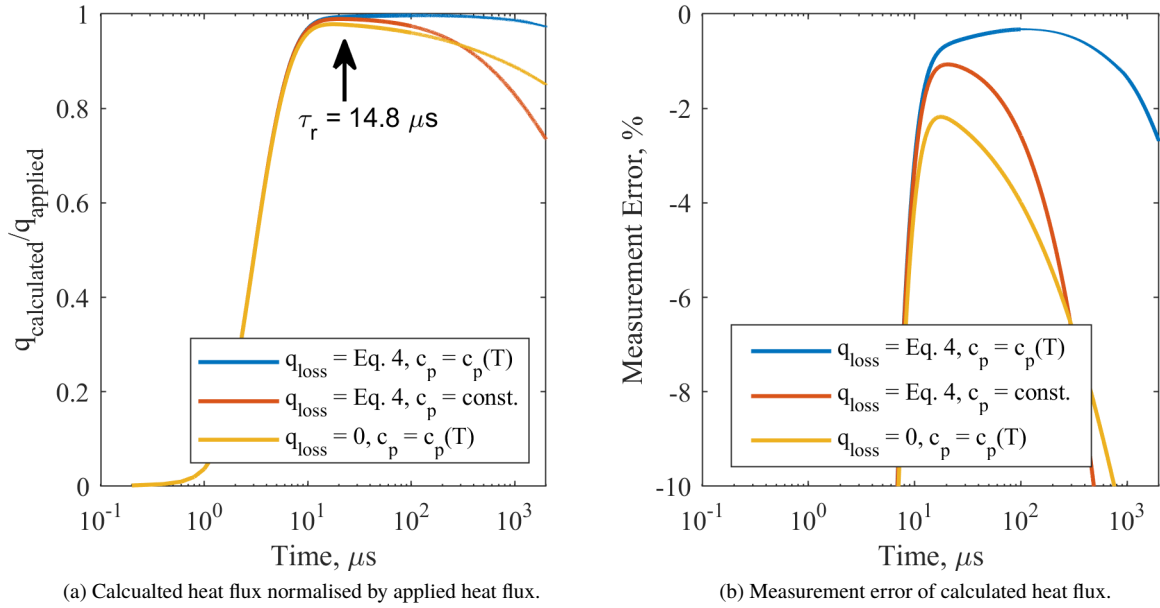 1
0.8
0.6
0.4
0.2
0
q_calculated/q_applied
τ_r = 14.8 μs
q_loss = Eq. 4, c_p = c_p(T)
q_loss = Eq. 4, c_p = const.
q_loss = 0, c_p = c_p(T)
10^-1 10^0 10^1 10^2 10^3
Time, μs
(a) Calcualted heat flux normalised by applied heat flux.
0%
-2
-4
-6
-8
-10
Measurement Error, %
q_loss = Eq. 4, c_p = c_p(T)
q_loss = Eq. 4, c_p = const.
q_loss = 0, c_p = c_p(T)
10^-1 10^0 10^1 10^2 10^3
Time, μs
(b) Measurement error of calculated heat flux.